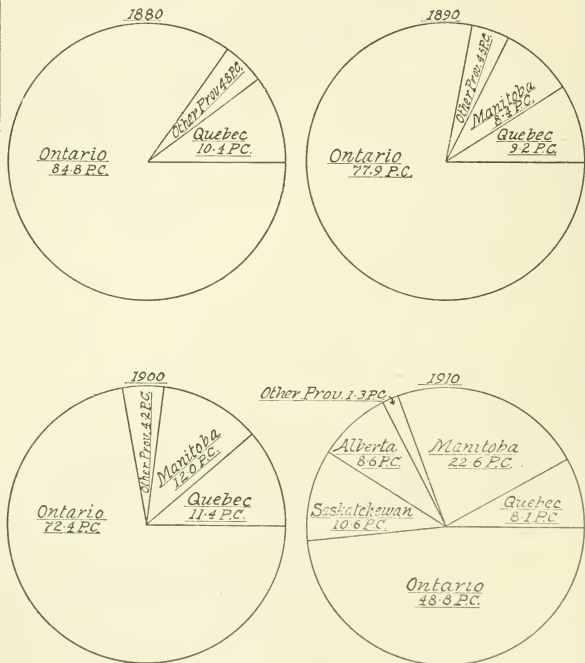 1880
Other Prov. 4.8 P.C.
Quebec
10.4 P.C.
Ontario
84.8 P.C.
1890
Other Prov. 4.5 P.C.
Manitoba
8.4 P.C.
Quebec
9.2 P.C.
Ontario
77.9 P.C.
1900
Other Prov. 4.2 P.C.
Manitoba
12.0 P.C.
Quebec
11.4 P.C.
Ontario
72.4 P.C.
1910
Other Prov. 1.3 P.C.
Alberta
8.6 P.C.
Manitoba
22.6 P.C.
Saskatchewan
10.6 P.C.
Quebec
8.1 P.C.
Ontario
48.8 P.C.